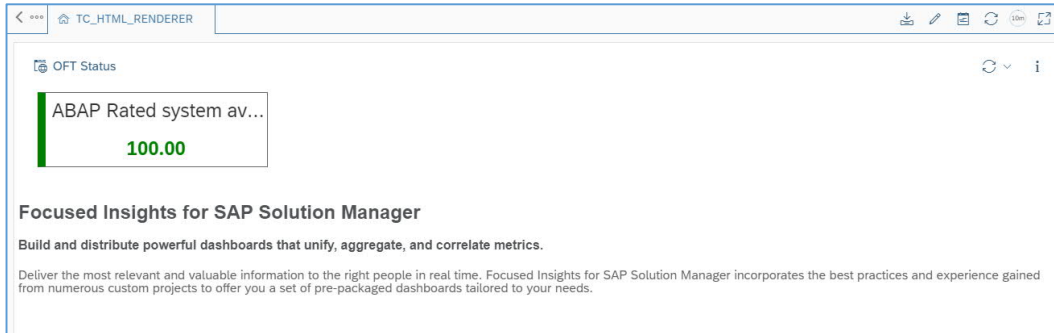 TC_HTML_RENDERER
10m
OFT Status
ABAP Rated system av...
100.00
Focused Insights for SAP Solution Manager
Build and distribute powerful dashboards that unify, aggregate, and correlate metrics.
Deliver the most relevant and valuable information to the right people in real time. Focused Insights for SAP Solution Manager incorporates the best practices and experience gained
from numerous custom projects to offer you a set of pre-packaged dashboards tailored to your needs.